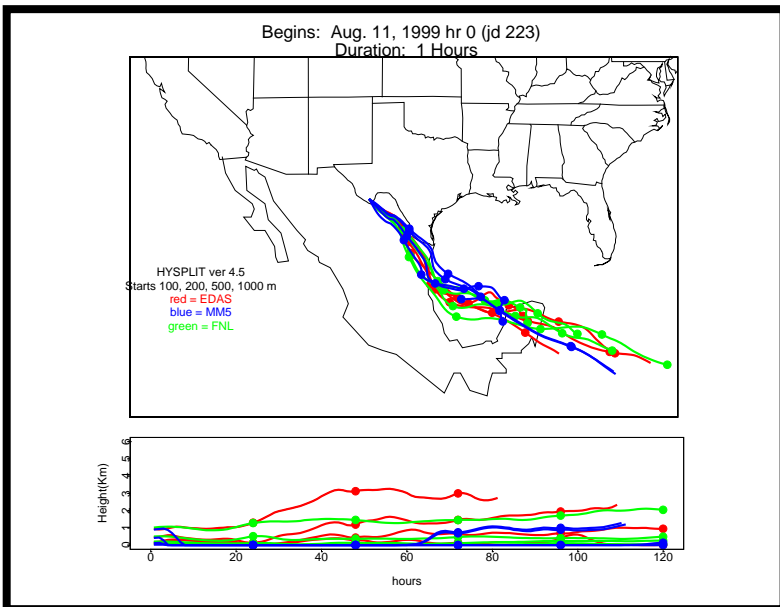 Begins: Aug. 11, 1999 hr 0 (jd 223)
Duration: 1 Hours
HYSPLIT ver 4.5
Starts 100, 200, 500, 1000 m
red = EDAS
blue = MM5
green = FNL
Height(Km)
6
5
4
3
2
1
0
0 20 40 60 80 100 120
hours